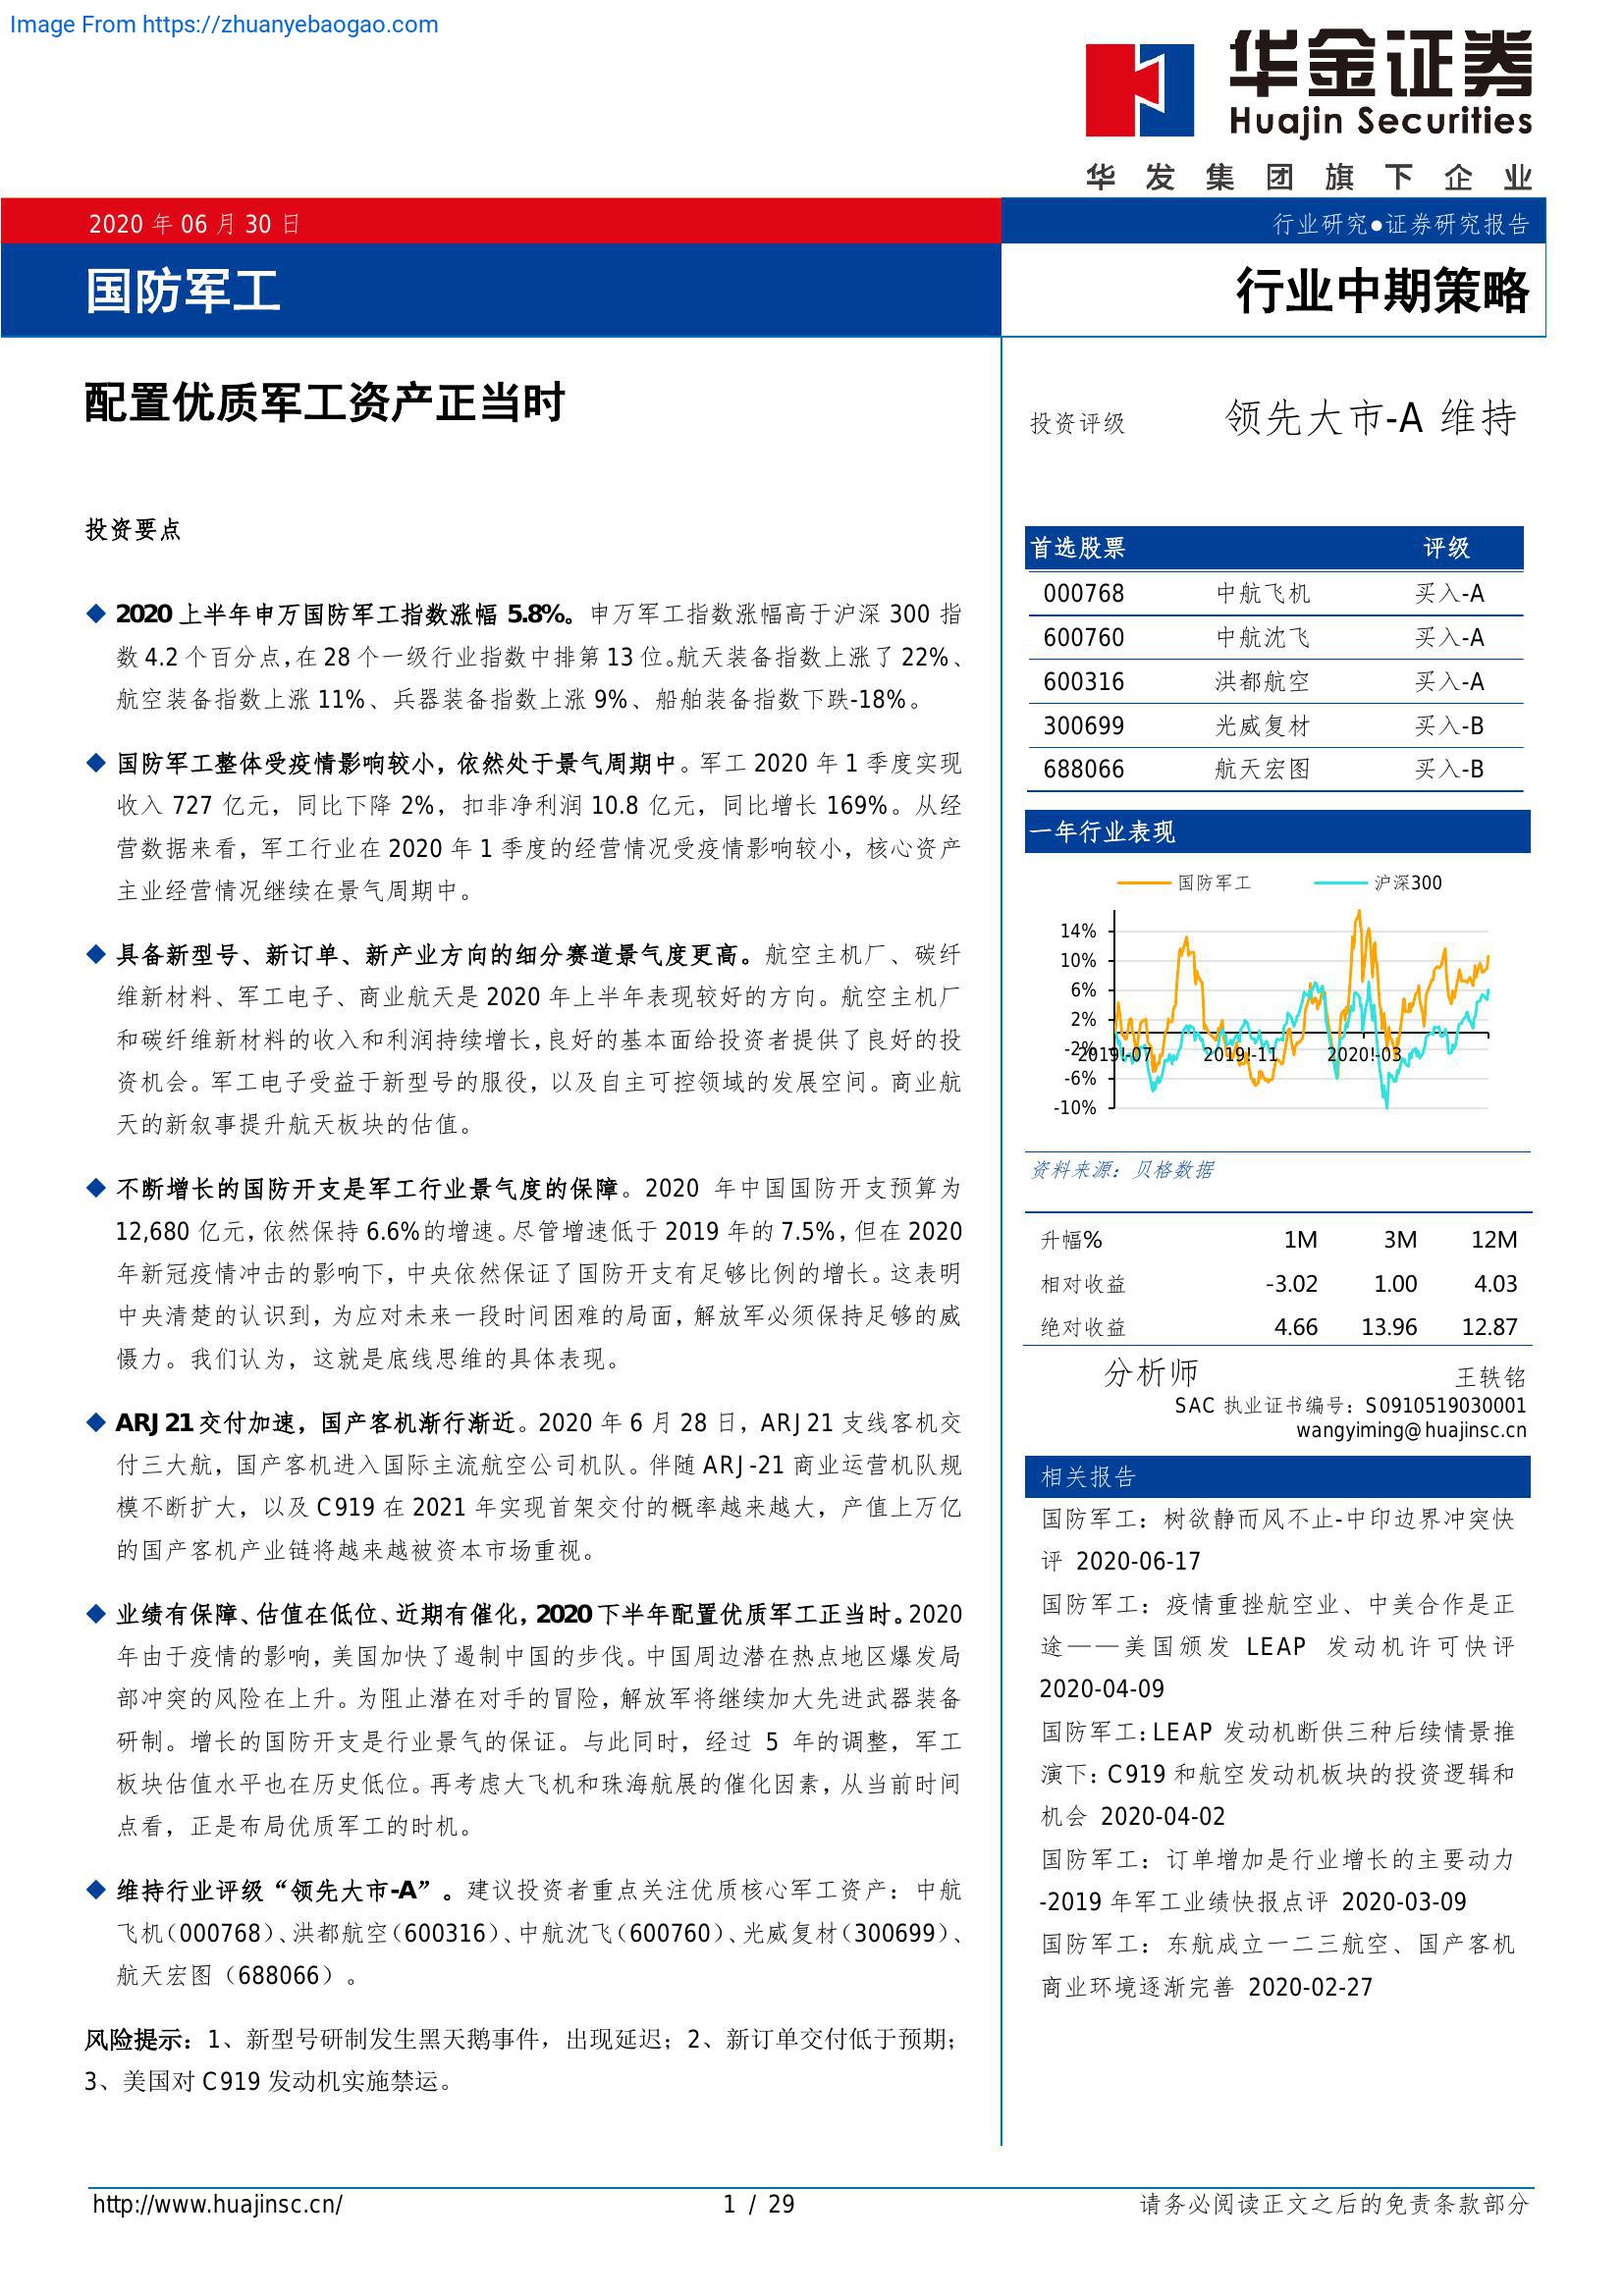 Image From https://zhuanyebaogao.com
华金证券
Huajin Securities
华发集团旗下企业
2020 年 06 月 30 日
行业研究●证券研究报告
国防军工
行业中期策略
配置优质军工资产正当时
投资要点
◆ 2020 上半年申万国防军工指数涨幅 5.8%。申万军工指数涨幅高于沪深 300 指
数 4.2 个百分点，在 28 个一级行业指数中排第 13 位。航天装备指数上涨了 22%、
航空装备指数上涨 11%、兵器装备指数上涨 9%、船舶装备指数下跌-18%。
◆ 国防军工整体受疫情影响较小，依然处于景气周期中。军工 2020 年 1 季度实现
收入 727 亿元，同比下降 2%，扣非净利润 10.8 亿元，同比增长 169%。从经
营数据来看，军工行业在 2020 年 1 季度的经营情况受疫情影响较小，核心资产
主业经营情况继续在景气周期中。
◆ 具备新型号、新订单、新产业方向的细分赛道景气度更高。航空主机厂、碳纤
维新材料、军工电子、商业航天是 2020 年上半年表现较好的方向。航空主机厂
和碳纤维新材料的收入和利润持续增长，良好的基本面给投资者提供了良好的投
资机会。军工电子受益于新型号的服役，以及自主可控领域的发展空间。商业航
天的新叙事提升航天板块的估值。
◆ 不断增长的国防开支是军工行业景气度的保障。2020 年中国国防开支预算为
12,680 亿元，依然保持 6.6%的增速。尽管增速低于 2019 年的 7.5%，但在 2020
年新冠疫情冲击的影响下，中央依然保证了国防开支有足够比例的增长。这表明
中央清楚的认识到，为应对未来一段时间困难的局面，解放军必须保持足够的威
慑力。我们认为，这就是底线思维的具体表现。
◆ ARJ21 交付加速，国产客机渐行渐近。2020 年 6 月 28 日，ARJ21 支线客机交
付三大航，国产客机进入国际主流航空公司机队。伴随 ARJ-21 商业运营机队规
模不断扩大，以及 C919 在 2021 年实现首架交付的概率越来越大，产值上万亿
的国产客机产业链将越来越被资本市场重视。
◆ 业绩有保障、估值在低位、近期有催化，2020 下半年配置优质军工正当时。2020
年由于疫情的影响，美国加快了遏制中国的步伐。中国周边潜在热点地区爆发局
部冲突的风险在上升。为阻止潜在对手的冒险，解放军将继续加大先进武器装备
研制。增长的国防开支是行业景气的保证。与此同时，经过 5 年的调整，军工
板块估值水平也在历史低位。再考虑大飞机和珠海航展的催化因素，从当前时间
点看，正是布局优质军工的时机。
◆ 维持行业评级“领先大市-A”。建议投资者重点关注优质核心军工资产：中航
飞机（000768）、洪都航空（600316）、中航沈飞（600760）、光威复材（300699）、
航天宏图（688066）。
风险提示：1、新型号研制发生黑天鹅事件，出现延迟；2、新订单交付低于预期；
3、美国对 C919 发动机实施禁运。
投资评级 领先大市-A 维持
首选股票 评级
000768 中航飞机 买入-A
600760 中航沈飞 买入-A
600316 洪都航空 买入-A
300699 光威复材 买入-B
688066 航天宏图 买入-B
一年行业表现
国防军工 沪深300
14%
10%
6%
2%
-2%
2019!-07 2019!-11 2020!-03
-6%
-10%
资料来源：贝格数据
升幅% 1M 3M 12M
相对收益 -3.02 1.00 4.03
绝对收益 4.66 13.96 12.87
分析师 王轶铭
SAC 执业证书编号：S0910519030001
wangyiming@huajinsc.cn
相关报告
国防军工：树欲静而风不止-中印边界冲突快
评 2020-06-17
国防军工：疫情重挫航空业、中美合作是正
途——美国颁发 LEAP 发动机许可快评
2020-04-09
国防军工：LEAP 发动机断供三种后续情景推
演下：C919 和航空发动机板块的投资逻辑和
机会 2020-04-02
国防军工：订单增加是行业增长的主要动力
-2019 年军工业绩快报点评 2020-03-09
国防军工：东航成立一二三航空、国产客机
商业环境逐渐完善 2020-02-27
http://www.huajinsc.cn/ 1 / 29 请务必阅读正文之后的免责条款部分